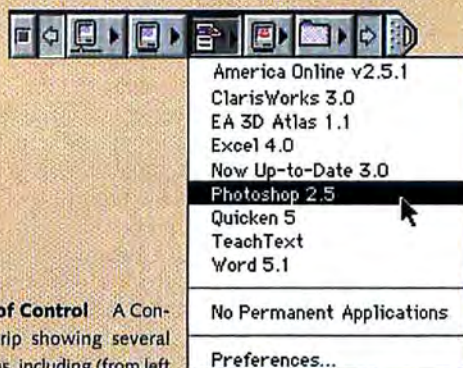 America Online v2.5.1
ClarisWorks 3.0
EA 3D Atlas 1.1
Excel 4.0
Now Up-to-Date 3.0
Photoshop 2.5
Quicken 5
TeachText
Word 5.1
No Permanent Applications
Preferences...
of Control A Con-
rip showing several
s, including (from left